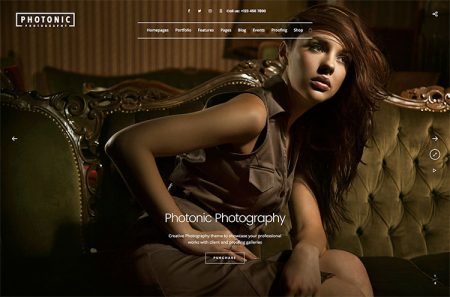 PHOTONIC
PHOTOGRAPHY
Call us: +123 456 7890
Homepages Portfolio Features Pages Blog Events Proofing Shop
Photonic Photography
Creative Photography theme to showcase your professional
works with client and proofing galleries
PURCHASE